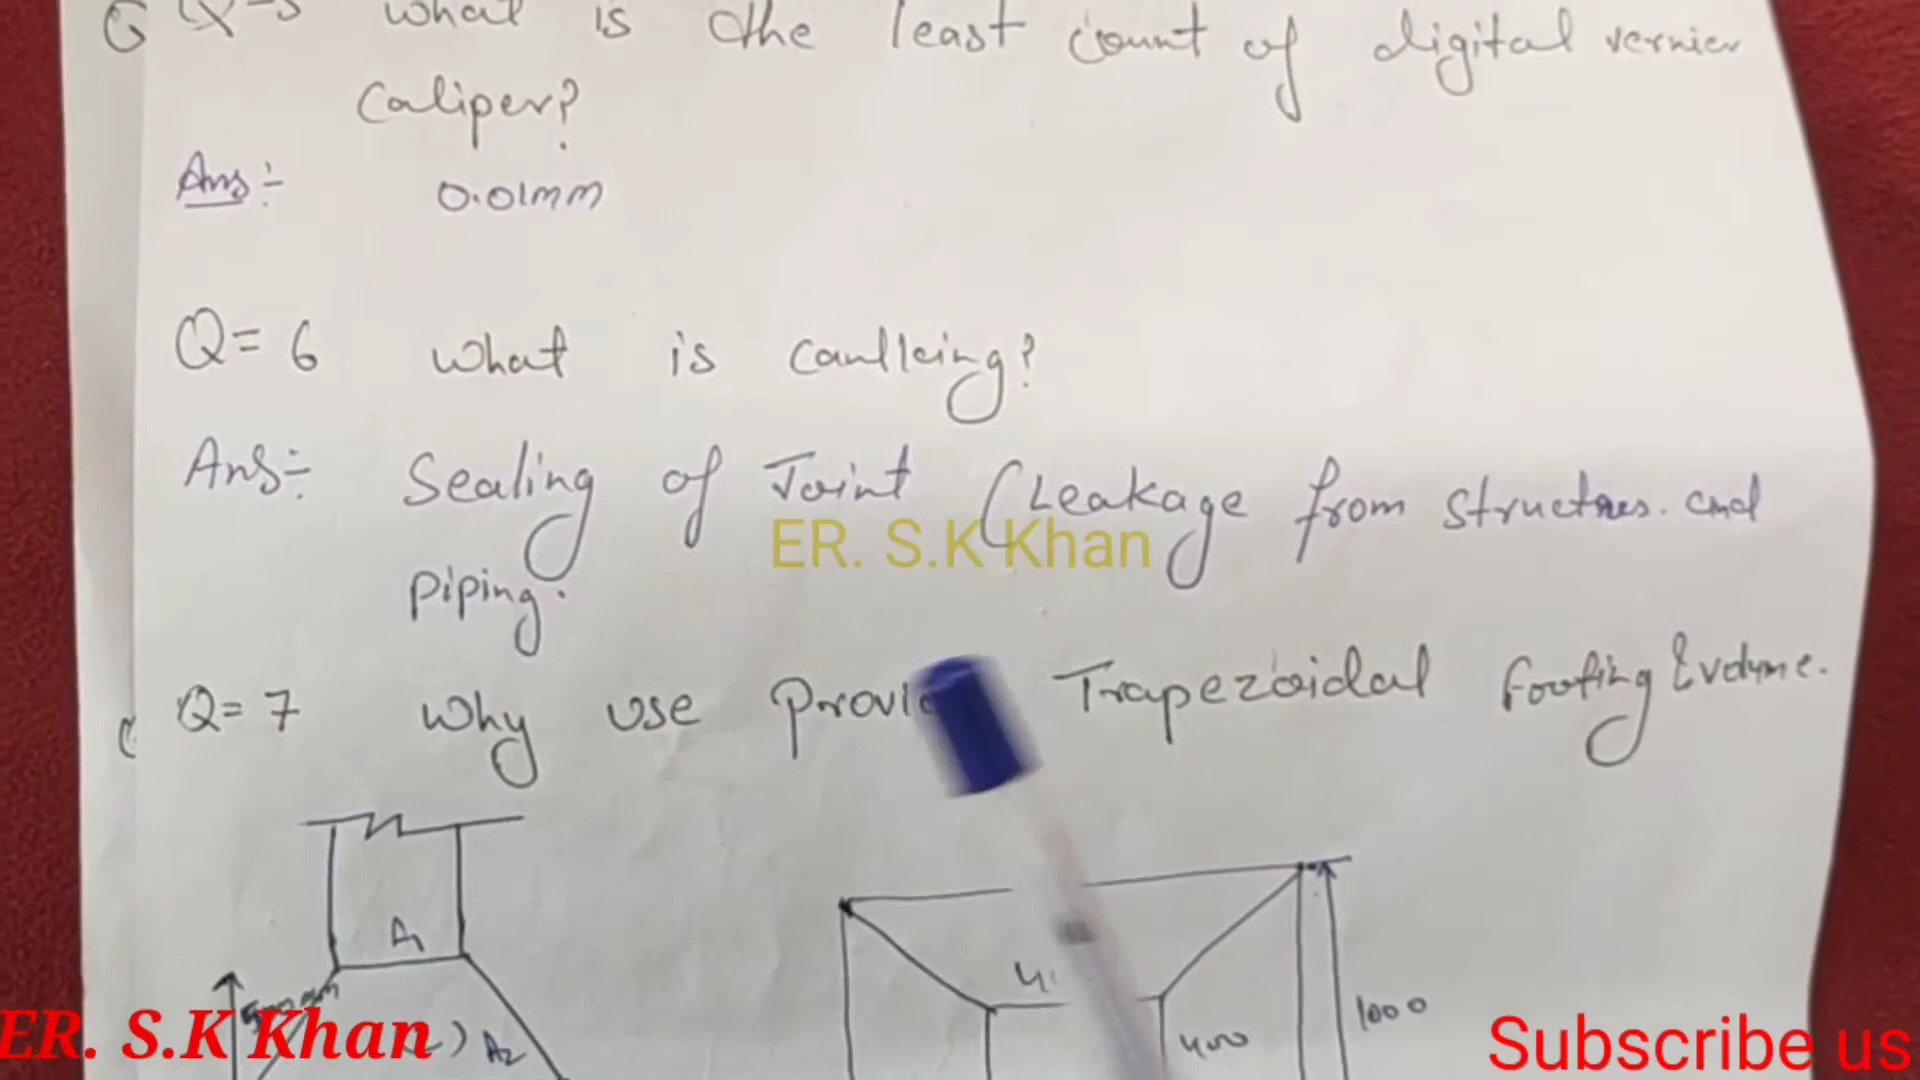 What is the least count of digital vernier
Caliper?
Ans:- 0.01mm
Q= 6 What is caulking?
Ans:- Sealing of Joint (Leakage from structures. and
Piping.
ER. S.K Khan
Q= 7 Why use Trapezoidal footing & volume.
A1
1000
400
A2
ER. S.K Khan
Subscribe us